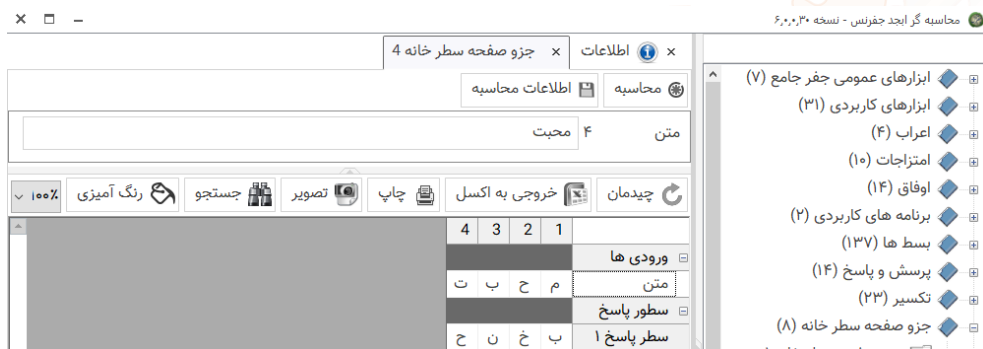 محاسبه گر ابجد جفرنس - نسخه ۶٫۰٫۰٫۳۰
ابزارهای عمومی جفر جامع (۷)
ابزارهای کاربردی (۳۱)
اعراب (۴)
امتزاجات (۱۰)
اوفاق (۱۴)
برنامه های کاربردی (۲)
بسط ها (۱۳۷)
پرسش و پاسخ (۱۴)
تکسیر (۲۳)
جزو صفحه سطر خانه (۸)
اطلاعات
جزو صفحه سطر خانه 4
محاسبه
اطلاعات محاسبه
متن ۴ محبت
چیدمان
خروجی به اکسل
چاپ
تصویر
جستجو
رنگ آمیزی
۱۰۰٪
1 2 3 4
ورودی ها
متن م ح ب ت
سطور پاسخ
سطر پاسخ ۱ ب خ ن ح